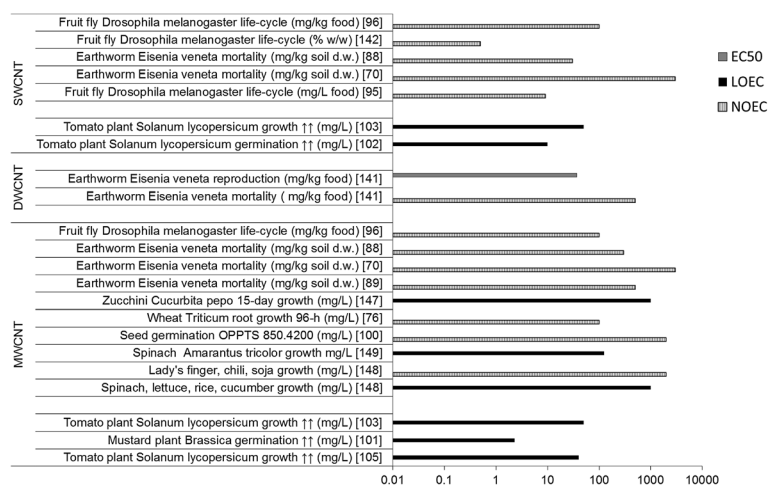 SWCNT
Fruit fly Drosophila melanogaster life-cycle (mg/kg food) [96]
Fruit fly Drosophila melanogaster life-cycle (% w/w) [142]
Earthworm Eisenia veneta mortality (mg/kg soil d.w.) [88]
Earthworm Eisenia veneta mortality (mg/kg soil d.w.) [70]
Fruit fly Drosophila melanogaster life-cycle (mg/L food) [95]
Tomato plant Solanum lycopersicum growth ↑↑ (mg/L) [103]
Tomato plant Solanum lycopersicum germination ↑↑ (mg/L) [102]
DWCNT
Earthworm Eisenia veneta reproduction (mg/kg food) [141]
Earthworm Eisenia veneta mortality ( mg/kg food) [141]
MWCNT
Fruit fly Drosophila melanogaster life-cycle (mg/kg food) [96]
Earthworm Eisenia veneta mortality (mg/kg soil d.w.) [88]
Earthworm Eisenia veneta mortality (mg/kg soil d.w.) [70]
Earthworm Eisenia veneta mortality (mg/kg soil d.w.) [89]
Zucchini Cucurbita pepo 15-day growth (mg/L) [147]
Wheat Triticum root growth 96-h (mg/L) [76]
Seed germination OPPTS 850.4200 (mg/L) [100]
Spinach Amarantus tricolor growth mg/L [149]
Lady's finger, chili, soja growth (mg/L) [148]
Spinach, lettuce, rice, cucumber growth (mg/L) [148]
Tomato plant Solanum lycopersicum growth ↑↑ (mg/L) [103]
Mustard plant Brassica germination ↑↑ (mg/L) [101]
Tomato plant Solanum lycopersicum growth ↑↑ (mg/L) [105]
0.01 0.1 1 10 100 1000 10000
EC50
LOEC
NOEC